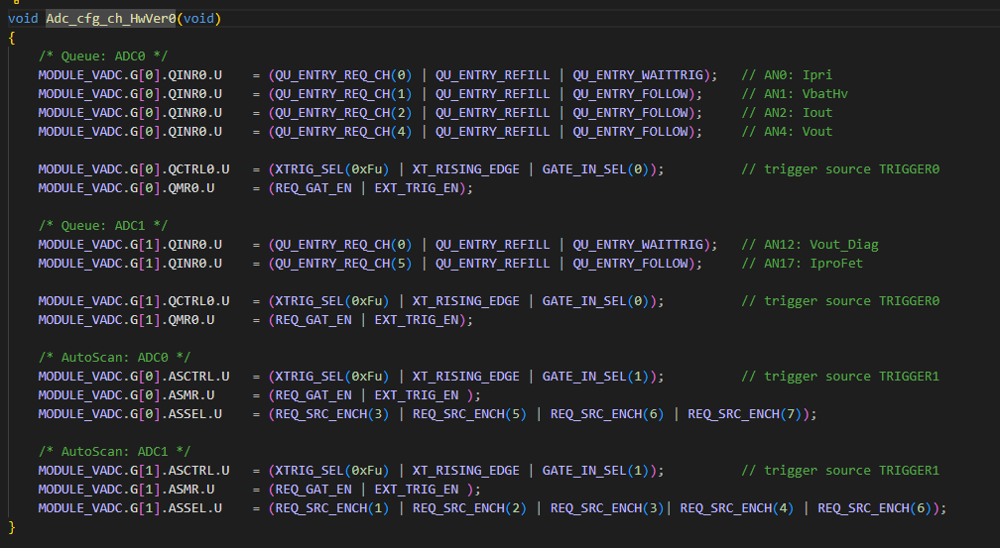 void Adc_cfg_ch_HwVer0(void)
{
/* Queue: ADC0 */
MODULE_VADC.G[0].QINR0.U = (QU_ENTRY_REQ_CH(0) | QU_ENTRY_REFILL | QU_ENTRY_WAITTRIG); // AN0: Ipri
MODULE_VADC.G[0].QINR0.U = (QU_ENTRY_REQ_CH(1) | QU_ENTRY_REFILL | QU_ENTRY_FOLLOW); // AN1: VbatHv
MODULE_VADC.G[0].QINR0.U = (QU_ENTRY_REQ_CH(2) | QU_ENTRY_REFILL | QU_ENTRY_FOLLOW); // AN2: Iout
MODULE_VADC.G[0].QINR0.U = (QU_ENTRY_REQ_CH(4) | QU_ENTRY_REFILL | QU_ENTRY_FOLLOW); // AN4: Vout
MODULE_VADC.G[0].QCTRL0.U = (XTRIG_SEL(0xFu) | XT_RISING_EDGE | GATE_IN_SEL(0)); // trigger source TRIGGER0
MODULE_VADC.G[0].QMR0.U = (REQ_GAT_EN | EXT_TRIG_EN);
/* Queue: ADC1 */
MODULE_VADC.G[1].QINR0.U = (QU_ENTRY_REQ_CH(0) | QU_ENTRY_REFILL | QU_ENTRY_WAITTRIG); // AN12: Vout_Diag
MODULE_VADC.G[1].QINR0.U = (QU_ENTRY_REQ_CH(5) | QU_ENTRY_REFILL | QU_ENTRY_FOLLOW); // AN17: IproFet
MODULE_VADC.G[1].QCTRL0.U = (XTRIG_SEL(0xFu) | XT_RISING_EDGE | GATE_IN_SEL(0)); // trigger source TRIGGER0
MODULE_VADC.G[1].QMR0.U = (REQ_GAT_EN | EXT_TRIG_EN);
/* AutoScan: ADC0 */
MODULE_VADC.G[0].ASCTRL.U = (XTRIG_SEL(0xFu) | XT_RISING_EDGE | GATE_IN_SEL(1)); // trigger source TRIGGER1
MODULE_VADC.G[0].ASMR.U = (REQ_GAT_EN | EXT_TRIG_EN );
MODULE_VADC.G[0].ASSEL.U = (REQ_SRC_ENCH(3) | REQ_SRC_ENCH(5) | REQ_SRC_ENCH(6) | REQ_SRC_ENCH(7));
/* AutoScan: ADC1 */
MODULE_VADC.G[1].ASCTRL.U = (XTRIG_SEL(0xFu) | XT_RISING_EDGE | GATE_IN_SEL(1)); // trigger source TRIGGER1
MODULE_VADC.G[1].ASMR.U = (REQ_GAT_EN | EXT_TRIG_EN );
MODULE_VADC.G[1].ASSEL.U = (REQ_SRC_ENCH(1) | REQ_SRC_ENCH(2) | REQ_SRC_ENCH(3)| REQ_SRC_ENCH(4) | REQ_SRC_ENCH(6));
}